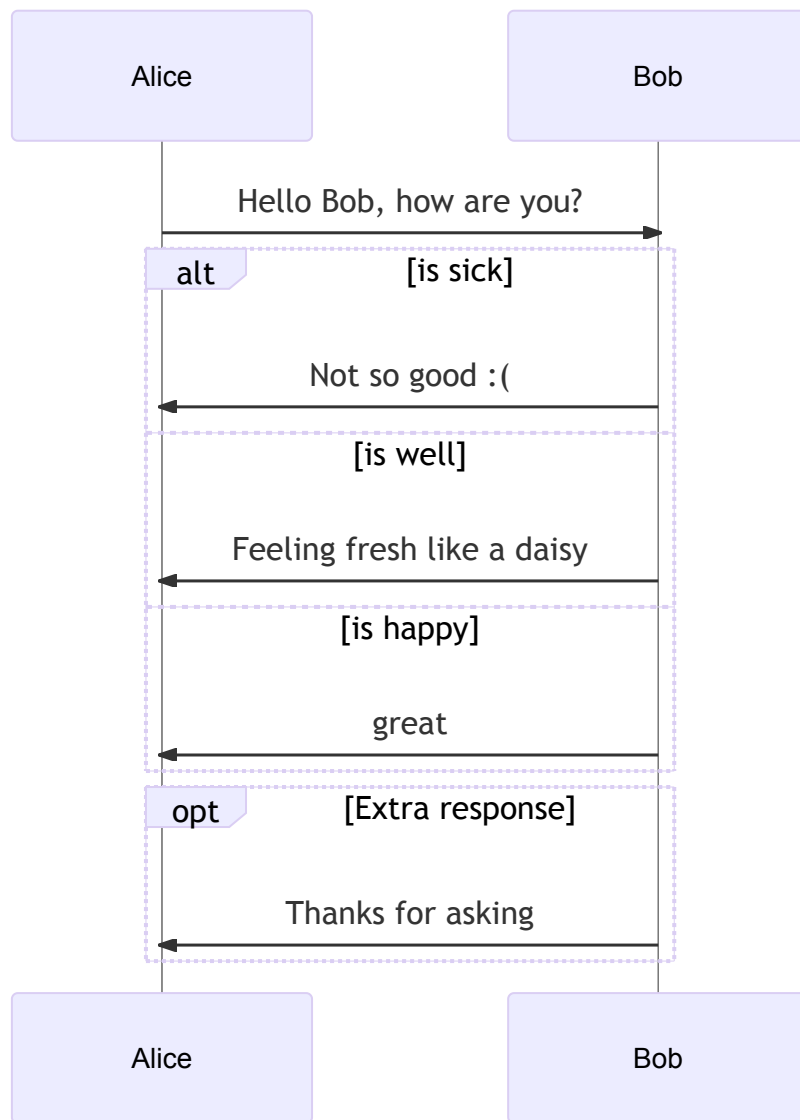 Alice
Bob
Hello Bob, how are you?
alt
[is sick]
Not so good :(
[is well]
Feeling fresh like a daisy
[is happy]
great
opt
[Extra response]
Thanks for asking
Alice
Bob